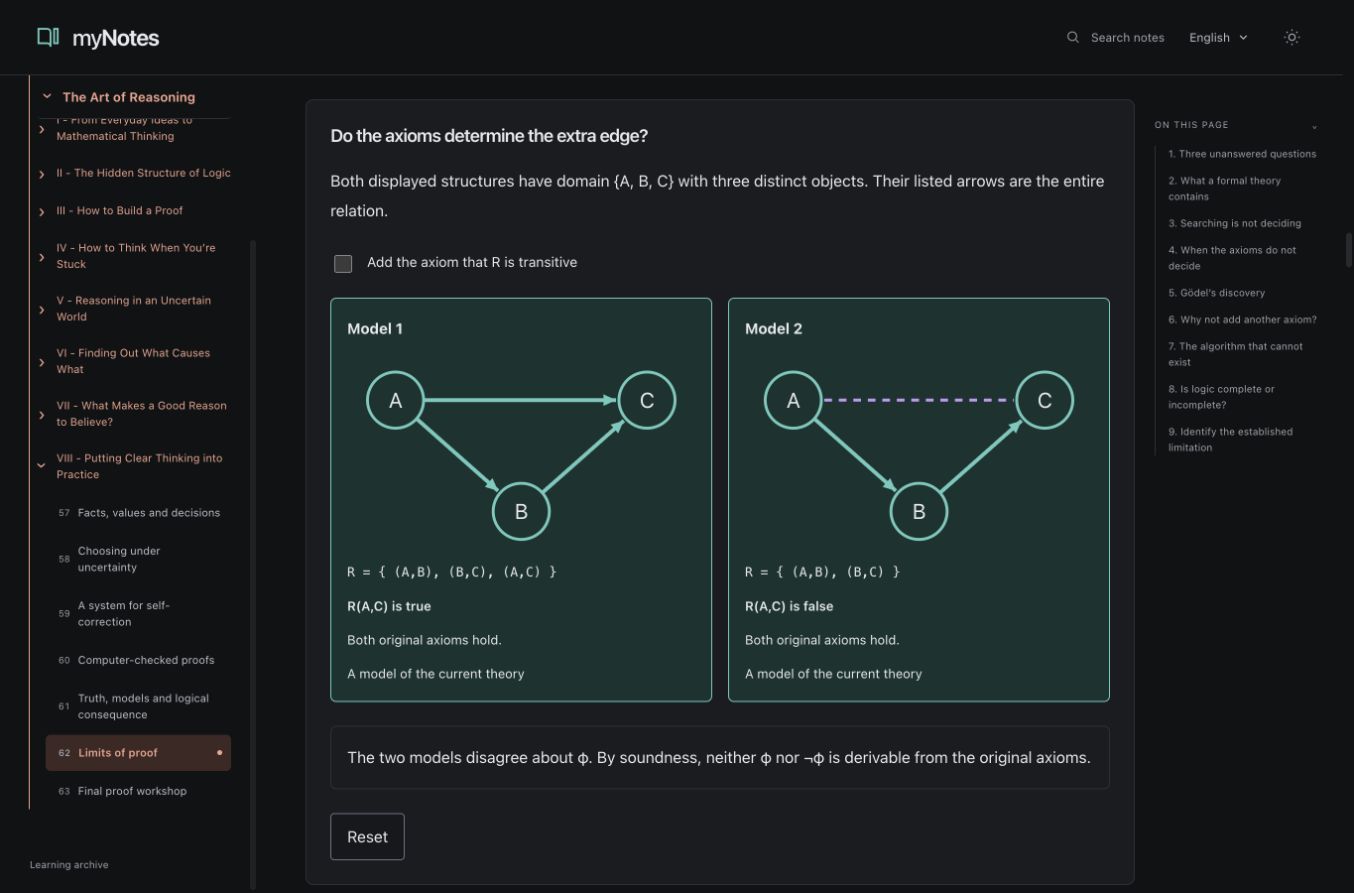 myNotes
Search notes
English
The Art of Reasoning
I - From Everyday Ideas to
Mathematical Thinking
II - The Hidden Structure of Logic
III - How to Build a Proof
IV - How to Think When You're
Stuck
V - Reasoning in an Uncertain
World
VI - Finding Out What Causes
What
VII - What Makes a Good Reason
to Believe?
VIII - Putting Clear Thinking into
Practice
57 Facts, values and decisions
58 Choosing under
uncertainty
59 A system for self-
correction
60 Computer-checked proofs
61 Truth, models and logical
consequence
62 Limits of proof
63 Final proof workshop
Learning archive
Do the axioms determine the extra edge?
Both displayed structures have domain {A, B, C} with three distinct objects. Their listed arrows are the entire
relation.
Add the axiom that R is transitive
Model 1
A
C
B
R = { (A,B), (B,C), (A,C) }
R(A,C) is true
Both original axioms hold.
A model of the current theory
Model 2
A
C
B
R = { (A,B), (B,C) }
R(A,C) is false
Both original axioms hold.
A model of the current theory
The two models disagree about φ. By soundness, neither φ nor ¬φ is derivable from the original axioms.
Reset
ON THIS PAGE
1. Three unanswered questions
2. What a formal theory
contains
3. Searching is not deciding
4. When the axioms do not
decide
5. Gödel's discovery
6. Why not add another axiom?
7. The algorithm that cannot
exist
8. Is logic complete or
incomplete?
9. Identify the established
limitation